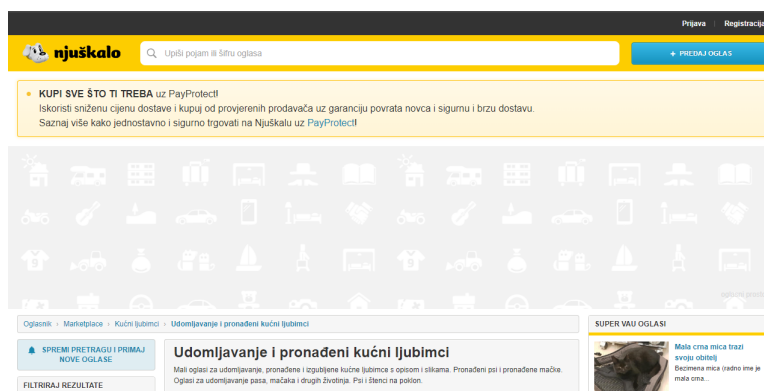 Prijava
Registracija
njuškalo
Upiši pojam ili šifru oglasa
+ PREDAJ OGLAS
KUPI SVE ŠTO TI TREBA uz PayProtect!
Iskoristi sniženu cijenu dostave i kupuj od provjerenih prodavača uz garanciju povrata novca i sigurnu i brzu dostavu.
Saznaj više kako jednostavno i sigurno trgovati na Njuškalu uz PayProtect!
9
9
Oglasnik › Marketplace › Kućni ljubimci › Udomljavanje i pronađeni kućni ljubimci
SPREMI PRETRAGU I PRIMAJ
NOVE OGLASE
FILTRIRAJ REZULTATE
Udomljavanje i pronađeni kućni ljubimci
Mali oglasi za udomljavanje, pronađene i izgubljene kućne ljubimce s opisom i slikama. Pronađeni psi i pronađene mačke.
Oglasi za udomljavanje pasa, mačaka i drugih životinja. Psi i štenci na poklon.
SUPER VAU OGLASI
Mala crna mica trazi
svoju obitelj
Bezimena mica (radno ime je
mala crna...